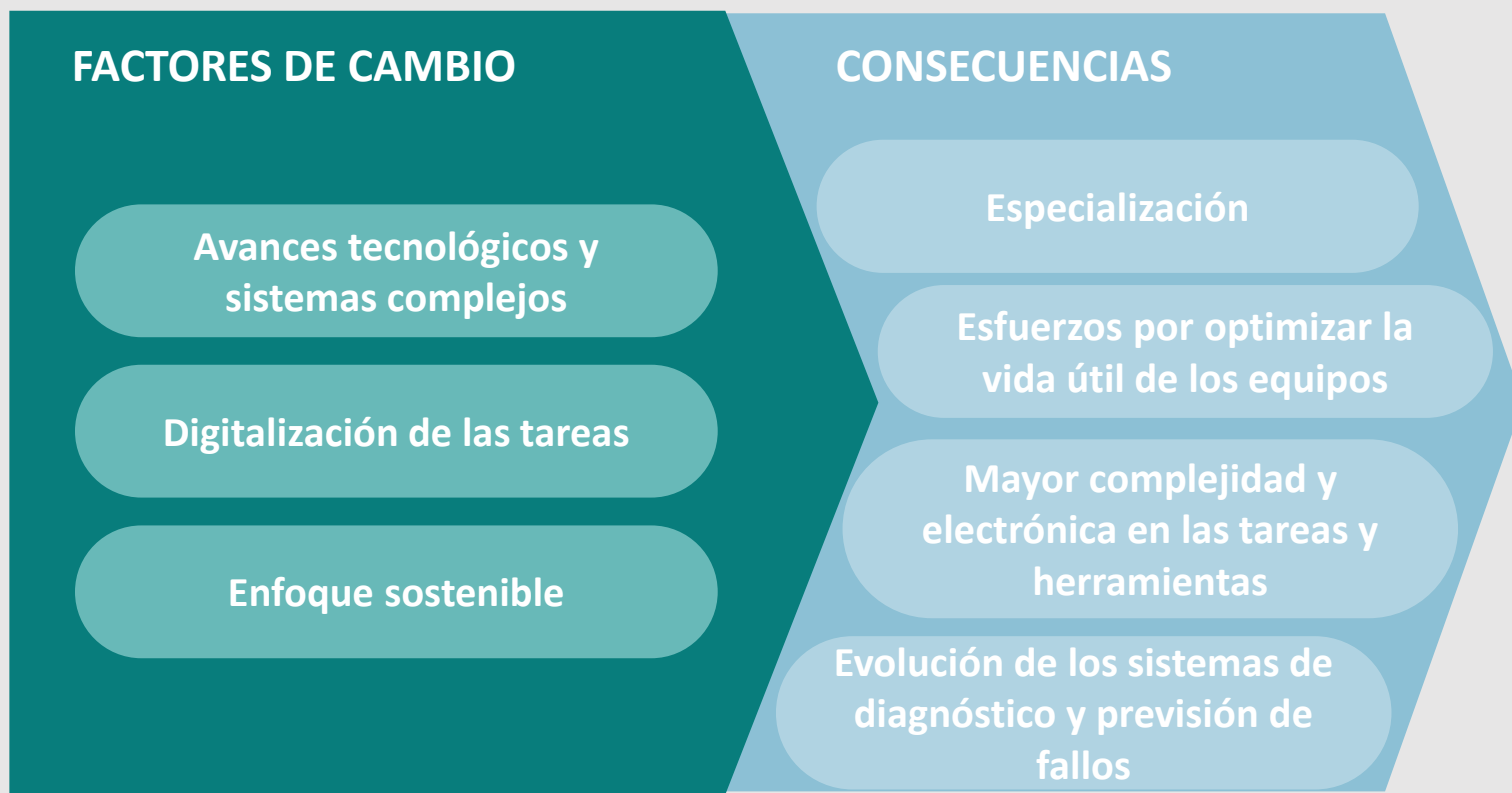 FACTORES DE CAMBIO
Avances tecnológicos y
sistemas complejos
Digitalización de las tareas
Enfoque sostenible
CONSECUENCIAS
Especialización
Esfuerzos por optimizar la
vida útil de los equipos
Mayor complejidad y
electrónica en las tareas y
herramientas
Evolución de los sistemas de
diagnóstico y previsión de
fallos